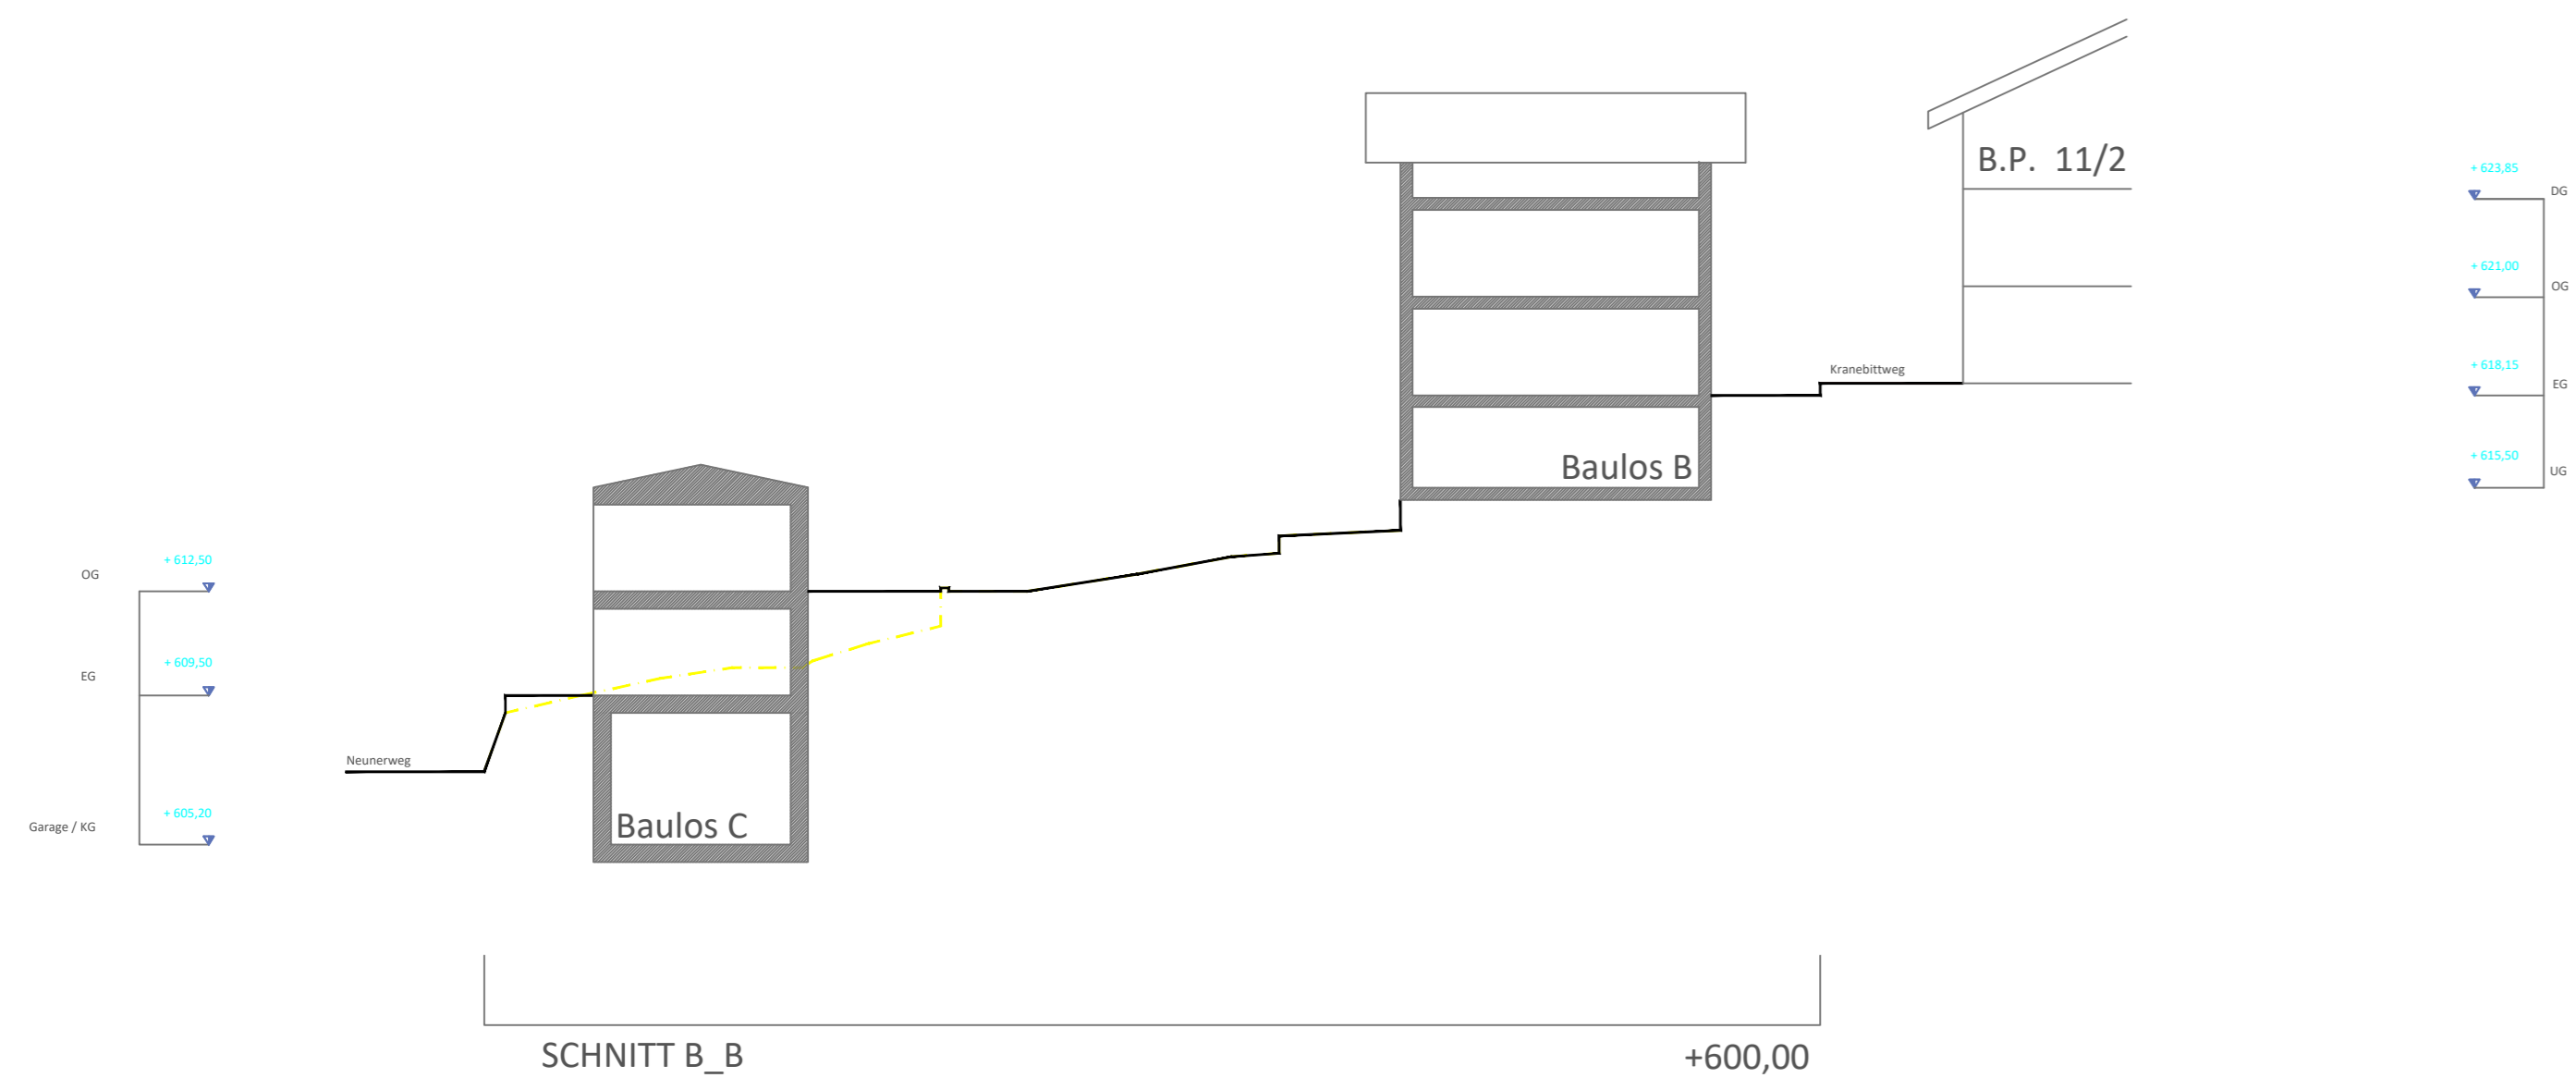 B.P. 11/2
+ 623,85
DG
+ 621,00
OG
Kranebittweg
+ 618,15
EG
Baulos B
+ 615,50
UG
+ 612,50
OG
+ 609,50
EG
Neunerweg
+ 605,20
Garage / KG
Baulos C
SCHNITT B_B
+600,00